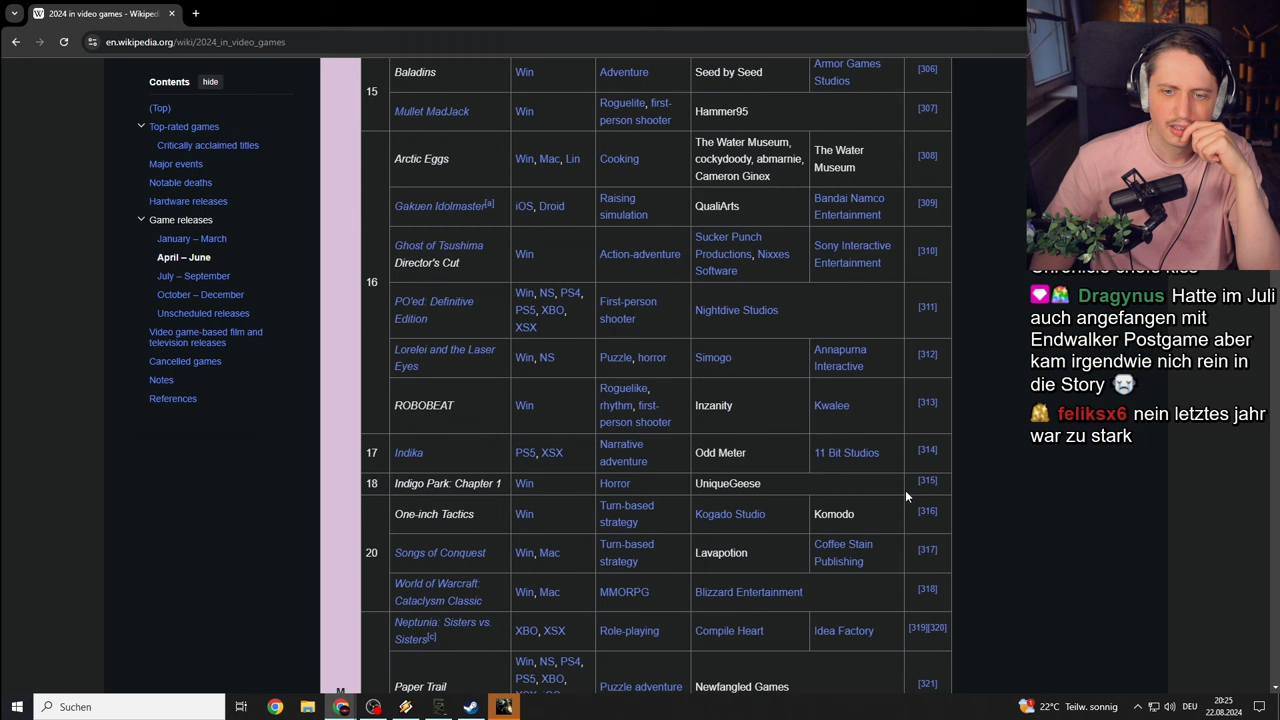 2024 in video games - Wikiped
en.wikipedia.org/wiki/2024_in_video_games
Contents hide
(Top)
Top-rated games
Critically acclaimed titles
Major events
Notable deaths
Hardware releases
Game releases
January – March
April – June
July – September
October – December
Unscheduled releases
Video game-based film and
television releases
Cancelled games
Notes
References
15
Baladins Win Adventure Seed by Seed Armor Games
Studios [306]
Mullet MadJack Win Roguelite, first-
person shooter Hammer95 [307]
16
Arctic Eggs Win, Mac, Lin Cooking The Water Museum,
cockydoody, abmarnie,
Cameron Ginex The Water
Museum [308]
Gakuen Idolmaster[a] iOS, Droid Raising
simulation QualiArts Bandai Namco
Entertainment [309]
Ghost of Tsushima
Director's Cut Win Action-adventure Sucker Punch
Productions, Nixxes
Software Sony Interactive
Entertainment [310]
PO'ed: Definitive
Edition Win, NS, PS4,
PS5, XBO,
XSX First-person
shooter Nightdive Studios [311]
Lorelei and the Laser
Eyes Win, NS Puzzle, horror Simogo Annapurna
Interactive [312]
ROBOBEAT Win Roguelike,
rhythm, first-
person shooter Inzanity Kwalee [313]
17 Indika PS5, XSX Narrative
adventure Odd Meter 11 Bit Studios [314]
18 Indigo Park: Chapter 1 Win Horror UniqueGeese [315]
20
One-inch Tactics Win Turn-based
strategy Kogado Studio Komodo [316]
Songs of Conquest Win, Mac Turn-based
strategy Lavapotion Coffee Stain
Publishing [317]
World of Warcraft:
Cataclysm Classic Win, Mac MMORPG Blizzard Entertainment [318]
Neptunia: Sisters vs.
Sisters[c] XBO, XSX Role-playing Compile Heart Idea Factory [319][320]
Paper Trail Win, NS, PS4,
PS5, XBO, Puzzle adventure Newfangled Games [321]
Dragynus Hatte im Juli
auch angefangen mit
Endwalker Postgame aber
kam irgendwie nich rein in
die Story
feliksx6 nein letztes jahr
war zu stark
Suchen
22°C Teilw. sonnig
DEU
20:25
22.08.2024